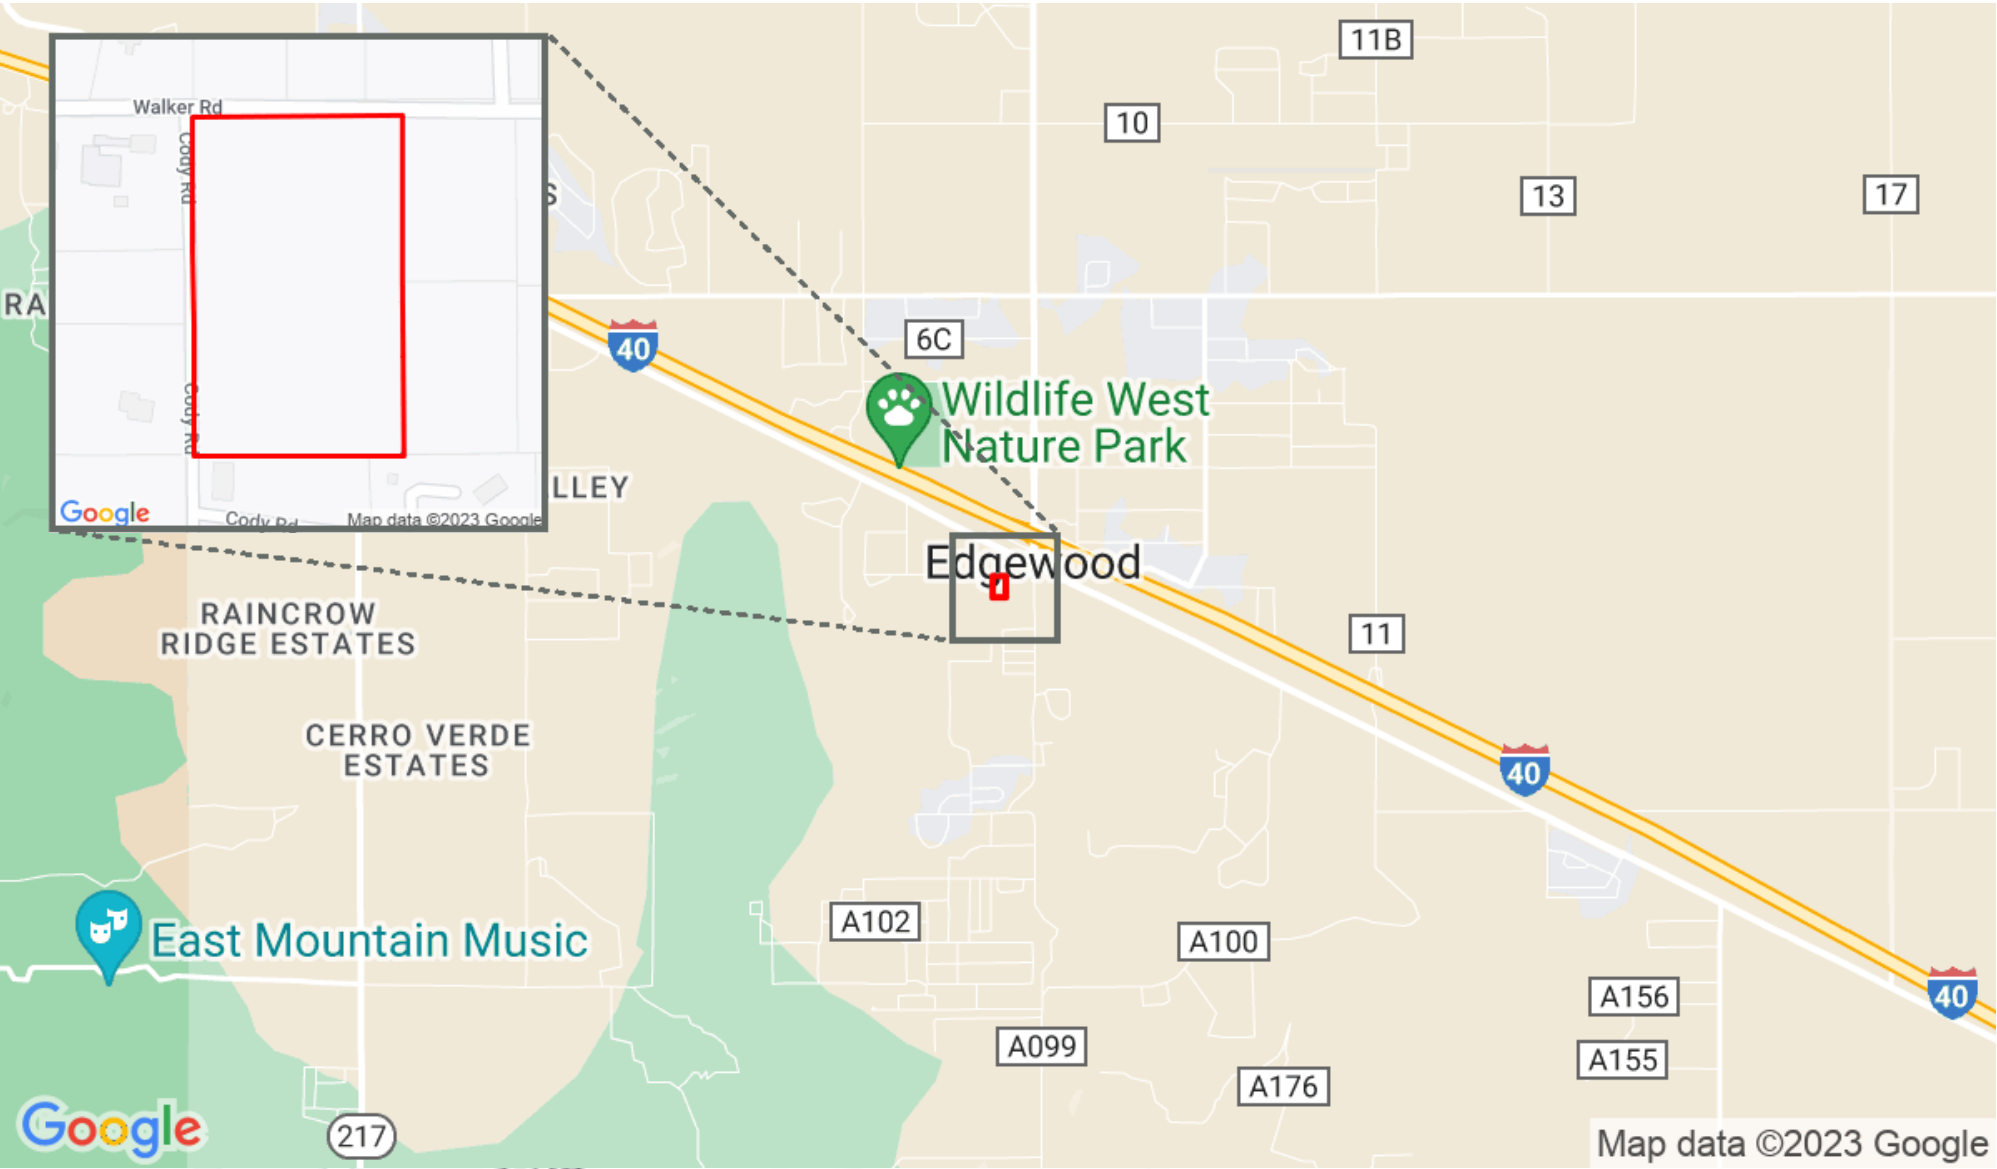 11B
10
13
17
Walker Rd
Cody Rd
Cody Rd
Cody Rd
Google
Map data ©2023 Google
S
RA
40
6C
Wildlife West
Nature Park
LLEY
Edgewood
RAINCROW
RIDGE ESTATES
11
CERRO VERDE
ESTATES
40
A102
East Mountain Music
A100
A156
40
A099
A155
A176
217
Google
Map data ©2023 Google